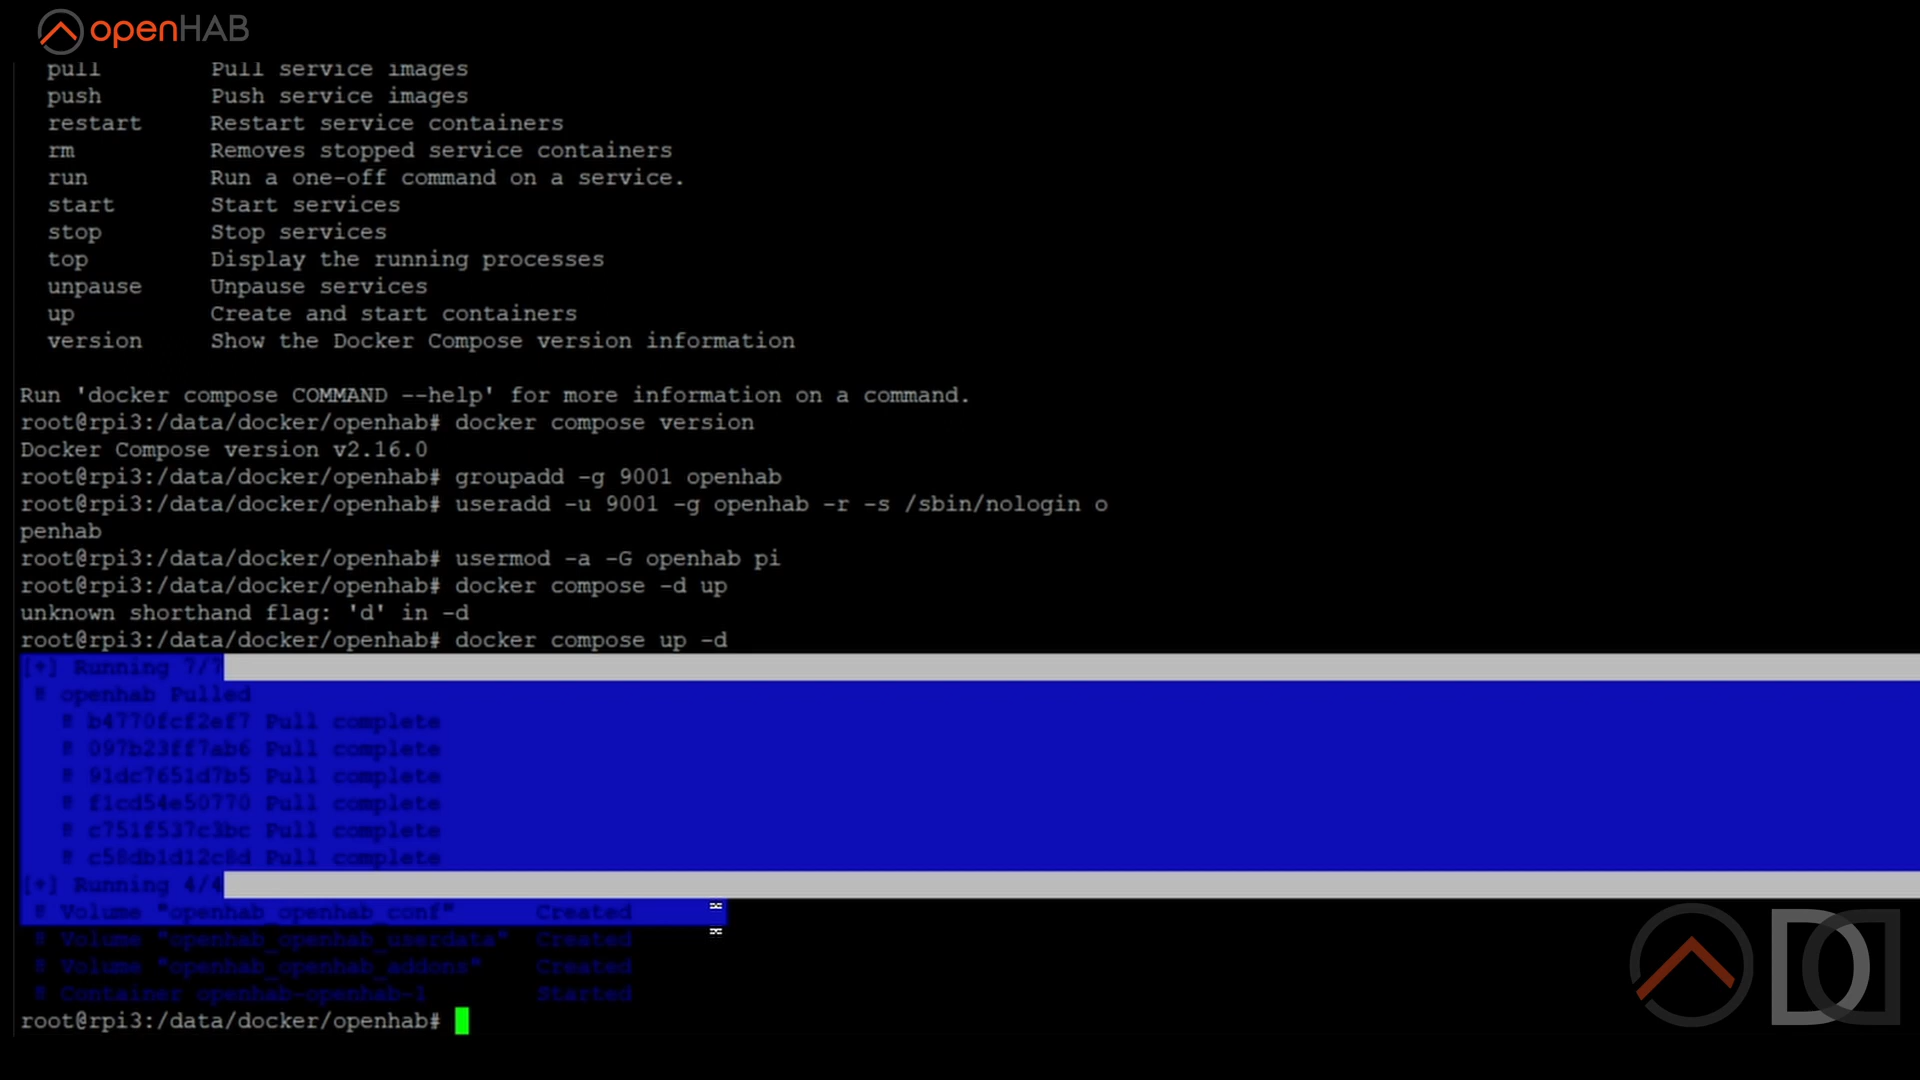 openHAB
pull Pull service images
push Push service images
restart Restart service containers
rm Removes stopped service containers
run Run a one-off command on a service.
start Start services
stop Stop services
top Display the running processes
unpause Unpause services
up Create and start containers
version Show the Docker Compose version information
Run 'docker compose COMMAND --help' for more information on a command.
root@rpi3:/data/docker/openhab# docker compose version
Docker Compose version v2.16.0
root@rpi3:/data/docker/openhab# groupadd -g 9001 openhab
root@rpi3:/data/docker/openhab# useradd -u 9001 -g openhab -r -s /sbin/nologin o
penhab
root@rpi3:/data/docker/openhab# usermod -a -G openhab pi
root@rpi3:/data/docker/openhab# docker compose -d up
unknown shorthand flag: 'd' in -d
root@rpi3:/data/docker/openhab# docker compose up -d
[+] Running 7/7
# openhab Pulled
# b4770fcf2ef7 Pull complete
# 097b23ff7ab6 Pull complete
# 91dc7651d7b5 Pull complete
# f1cd54e50770 Pull complete
# c751f537c3bc Pull complete
# c58db1d12c8d Pull complete
[+] Running 4/4
# Volume "openhab_openhab_conf" Created
# Volume "openhab_openhab_userdata" Created
# Volume "openhab_openhab_addons" Created
# Container openhab-openhab-1 Started
root@rpi3:/data/docker/openhab#